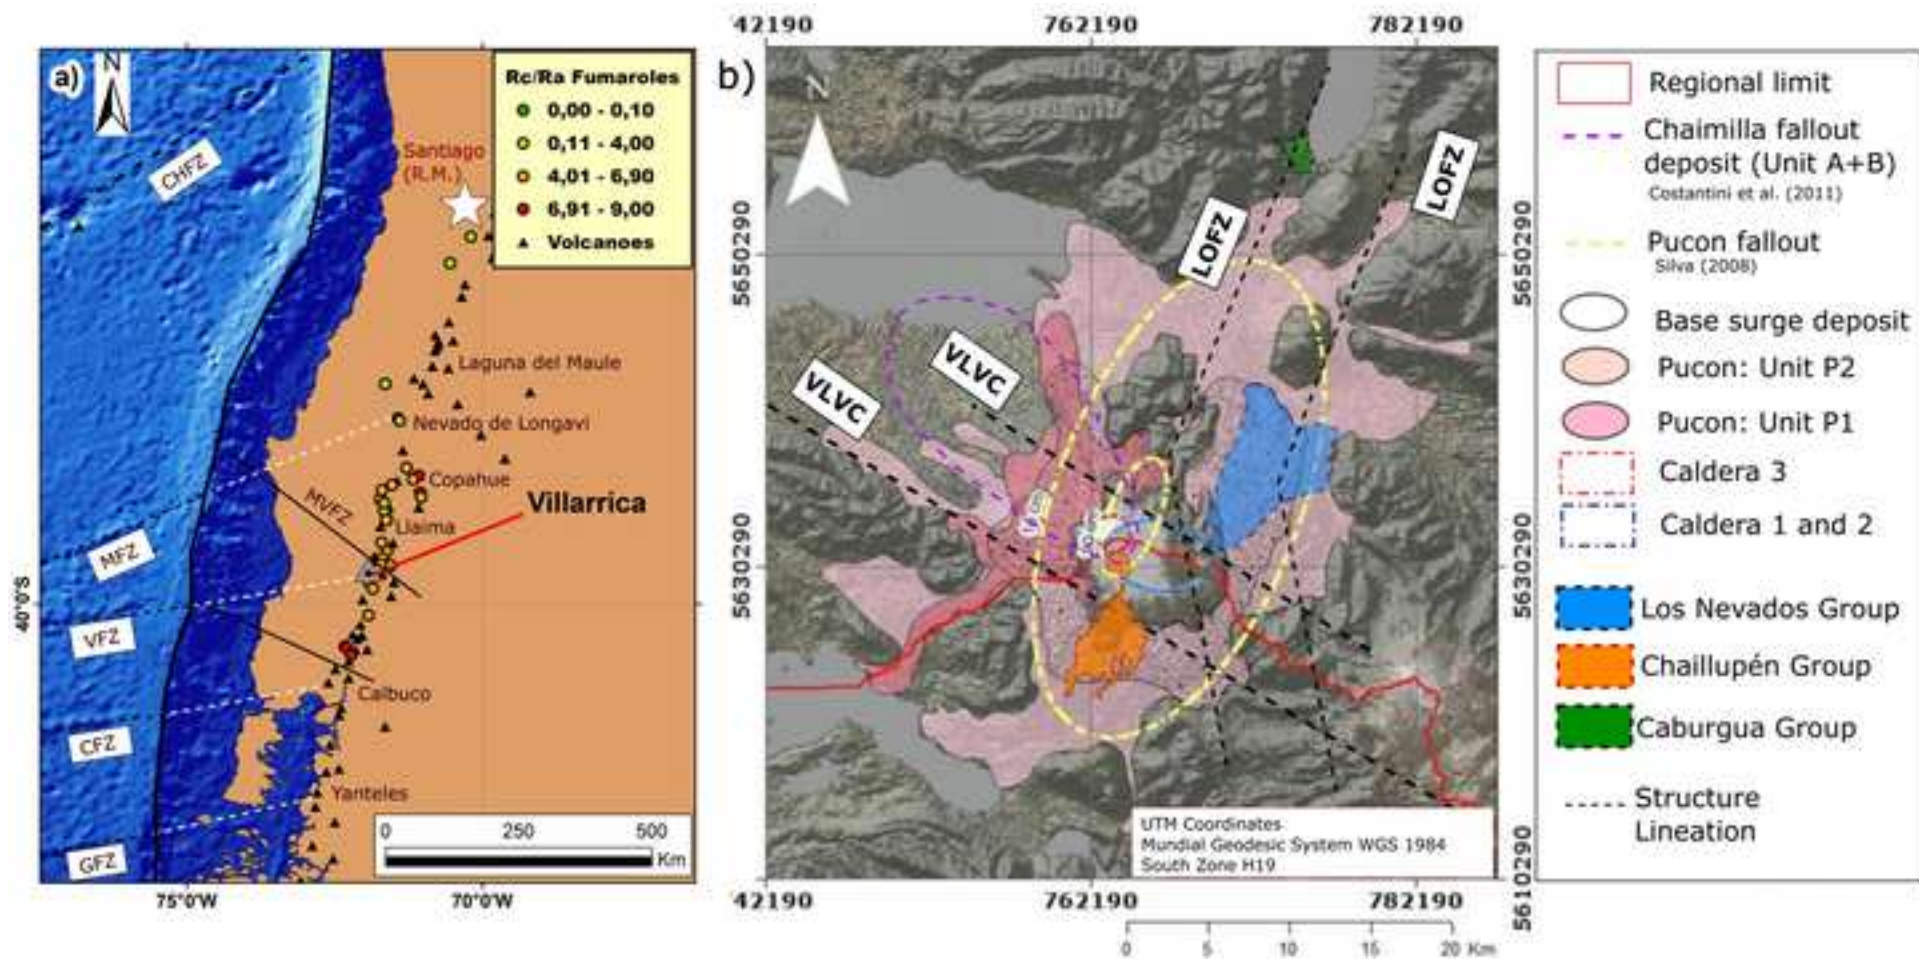 a)
N
Rc/Ra Fumaroles
0,00 - 0,10
0,11 - 4,00
4,01 - 6,90
6,91 - 9,00
Volcanoes
Santiago
(R.M.)
CHFZ
Laguna del Maule
Nevado de Longavi
Copahue
MVFZ
Villarrica
Llaima
MFZ
40°0'S
VFZ
Calbuco
CFZ
Yanteles
GFZ
0 250 500
Km
75°0'W 70°0'W
b)
42190 762190 782190
N
LOFZ
LOFZ
VLVC
VLVC
5650290
5650290
5630290
5630290
5610290
UTM Coordinates
Mundial Geodesic System WGS 1984
South Zone H19
42190 762190 782190
0 5 10 15 20 Km
Regional limit
Chaimilla fallout
deposit (Unit A+B)
Costantini et al. (2011)
Pucon fallout
Silva (2008)
Base surge deposit
Pucon: Unit P2
Pucon: Unit P1
Caldera 3
Caldera 1 and 2
Los Nevados Group
Chaillupén Group
Caburgua Group
Structure
Lineation